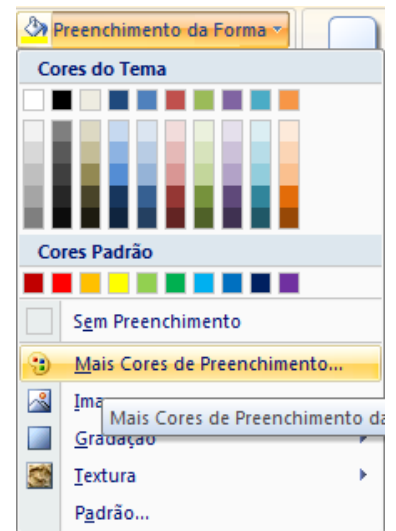 Preenchimento da Forma
Cores do Tema
Cores Padrão
Sem Preenchimento
Mais Cores de Preenchimento...
Ima
Mais Cores de Preenchimento da
Gradação
Textura
Padrão...